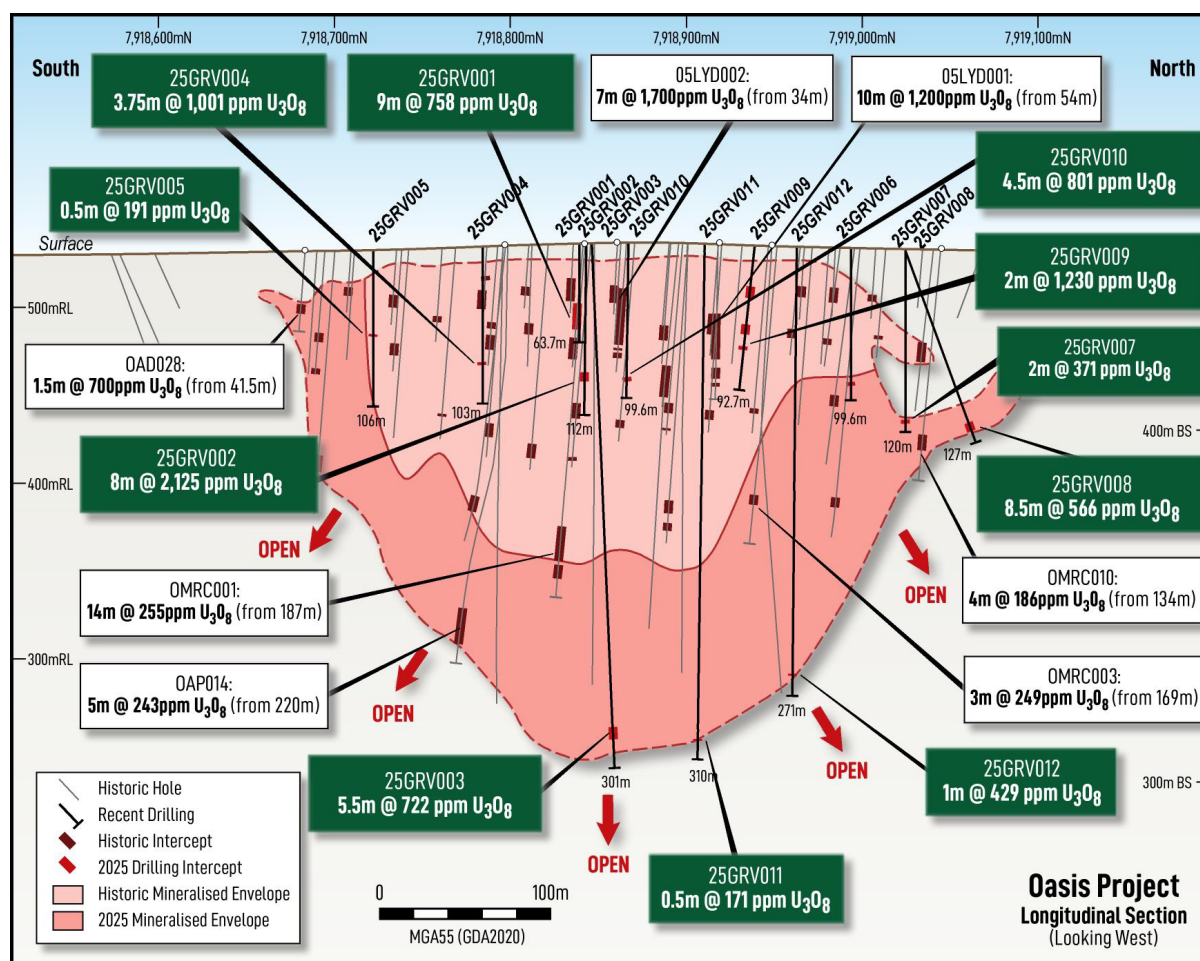 7,918,600mN
7,918,700mN
7,918,800mN
7,918,900mN
7,919,000mN
7,919,100mN
South
North
25GRV004
3.75m @ 1,001 ppm U₃O₈
25GRV001
9m @ 758 ppm U₃O₈
05LYD002:
7m @ 1,700ppm U₃O₈ (from 34m)
05LYD001:
10m @ 1,200ppm U₃O₈ (from 54m)
25GRV005
0.5m @ 191 ppm U₃O₈
25GRV010
4.5m @ 801 ppm U₃O₈
25GRV005
25GRV004
25GRV001
25GRV002
25GRV003
25GRV010
25GRV011
25GRV009
25GRV012
25GRV006
25GRV007
25GRV008
Surface
25GRV009
2m @ 1,230 ppm U₃O₈
500mRL
63.7m
92.7m
OAD028:
1.5m @ 700ppm U₃O₈ (from 41.5m)
25GRV007
2m @ 371 ppm U₃O₈
106m
103m
112m
99.6m
99.6m
120m
127m
400m BS
25GRV002
8m @ 2,125 ppm U₃O₈
400mRL
25GRV008
8.5m @ 566 ppm U₃O₈
OPEN
OPEN
OMRC001:
14m @ 255ppm U₃O₈ (from 187m)
OMRC010:
4m @ 186ppm U₃O₈ (from 134m)
300mRL
OAP014:
5m @ 243ppm U₃O₈ (from 220m)
OMRC003:
3m @ 249ppm U₃O₈ (from 169m)
OPEN
271m
OPEN
25GRV003
5.5m @ 722 ppm U₃O₈
301m
310m
25GRV012
1m @ 429 ppm U₃O₈
300m BS
OPEN
25GRV011
0.5m @ 171 ppm U₃O₈
Historic Hole
Recent Drilling
Historic Intercept
2025 Drilling Intercept
Historic Mineralised Envelope
2025 Mineralised Envelope
0
100m
MGA55 (GDA2020)
Oasis Project
Longitudinal Section
(Looking West)